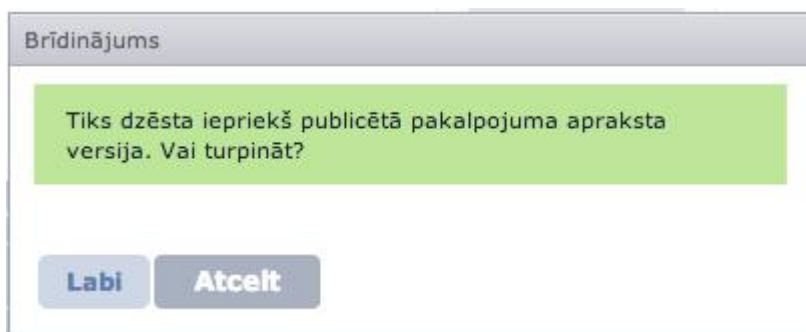 Brīdinājums
Tiks dzēsta iepriekš publicētā pakalpojuma apraksta
versija. Vai turpināt?
Labi Atcelt